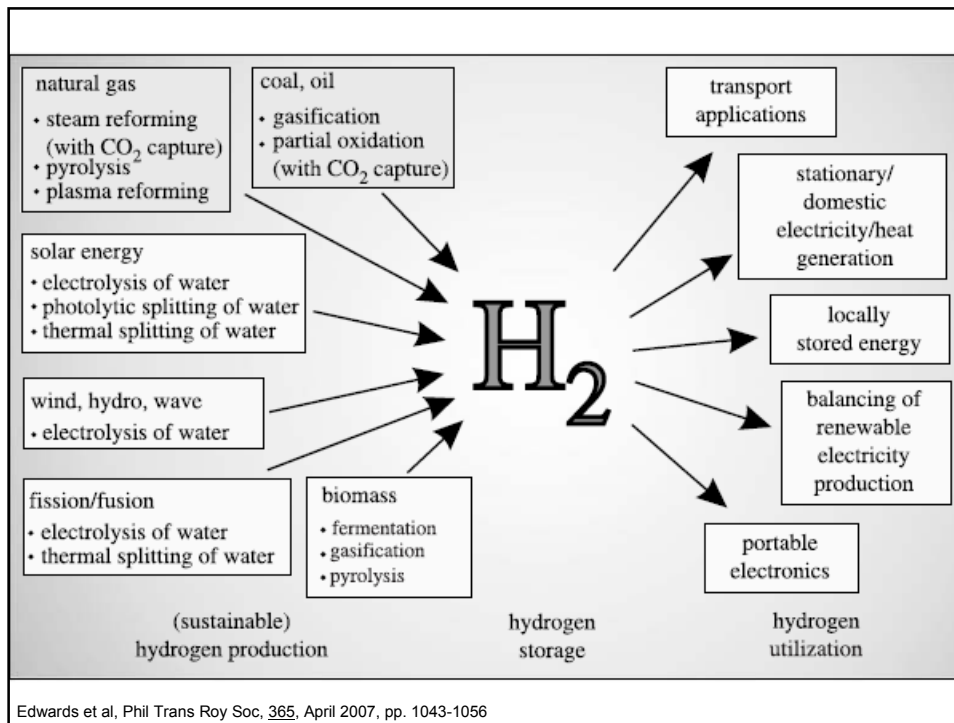 natural gas
• steam reforming
(with CO2 capture)
• pyrolysis
• plasma reforming
coal, oil
• gasification
• partial oxidation
(with CO2 capture)
solar energy
• electrolysis of water
• photolytic splitting of water
• thermal splitting of water
wind, hydro, wave
• electrolysis of water
fission/fusion
• electrolysis of water
• thermal splitting of water
biomass
• fermentation
• gasification
• pyrolysis
H2
transport
applications
stationary/
domestic
electricity/heat
generation
locally
stored energy
balancing of
renewable
electricity
production
portable
electronics
(sustainable)
hydrogen production
hydrogen
storage
hydrogen
utilization
Edwards et al, Phil Trans Roy Soc, 365, April 2007, pp. 1043-1056